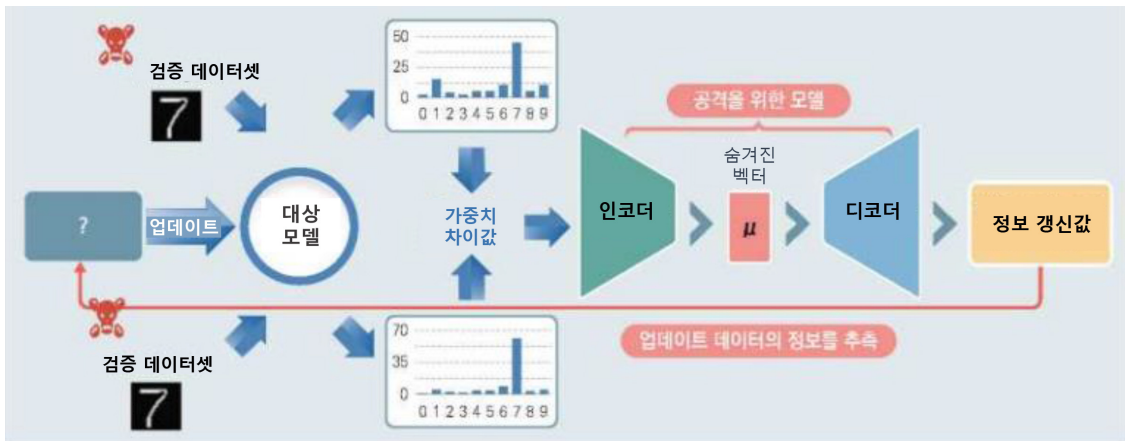 검증 데이터셋
7
50
25
0
0 1 2 3 4 5 6 7 8 9
공격을 위한 모델
?
업데이트
대상
모델
가중치
차이값
인코더
숨겨진
벡터
μ
디코더
정보 갱신값
검증 데이터셋
7
70
35
0
0 1 2 3 4 5 6 7 8 9
업데이트 데이터의 정보를 추측